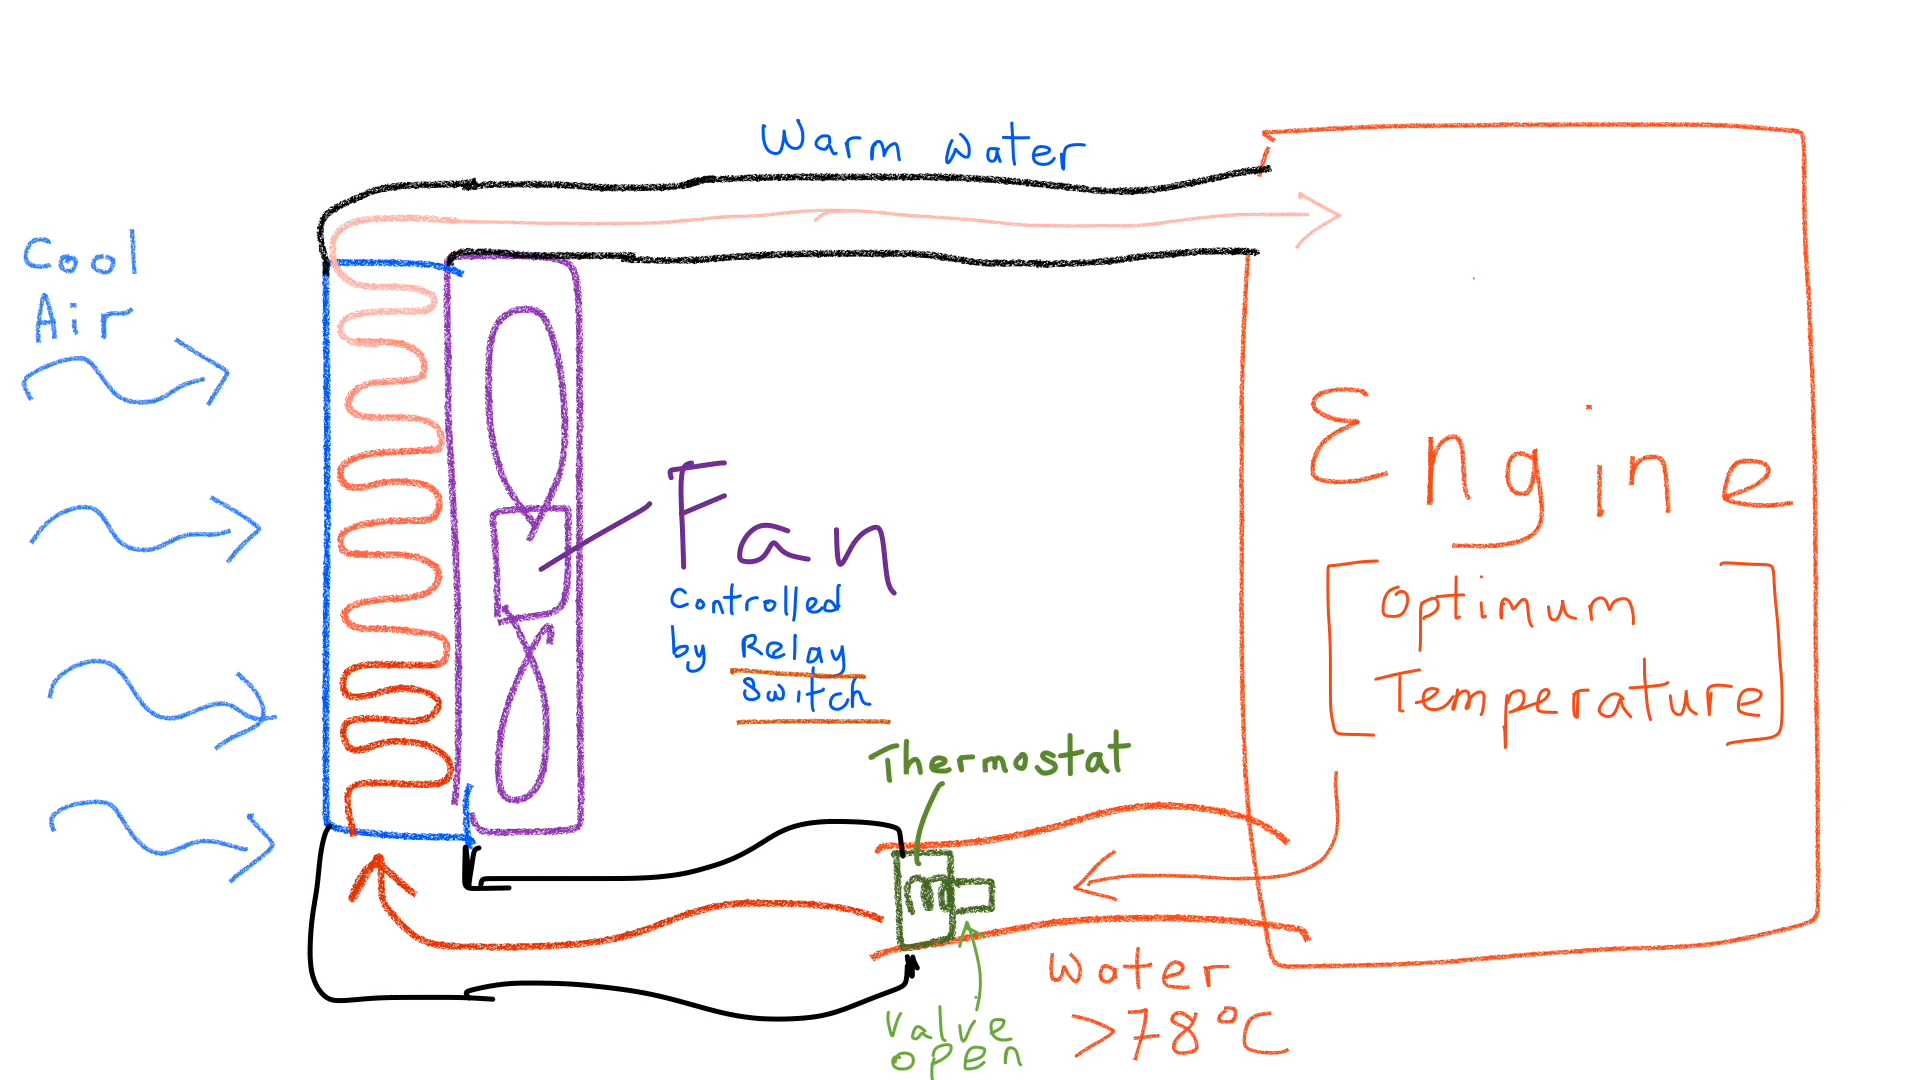 Warm water
Cool
Air
Engine
Fan
Controlled
by Relay
Switch
Optimum
Temperature
Thermostat
Water
>78°C
Valve
open